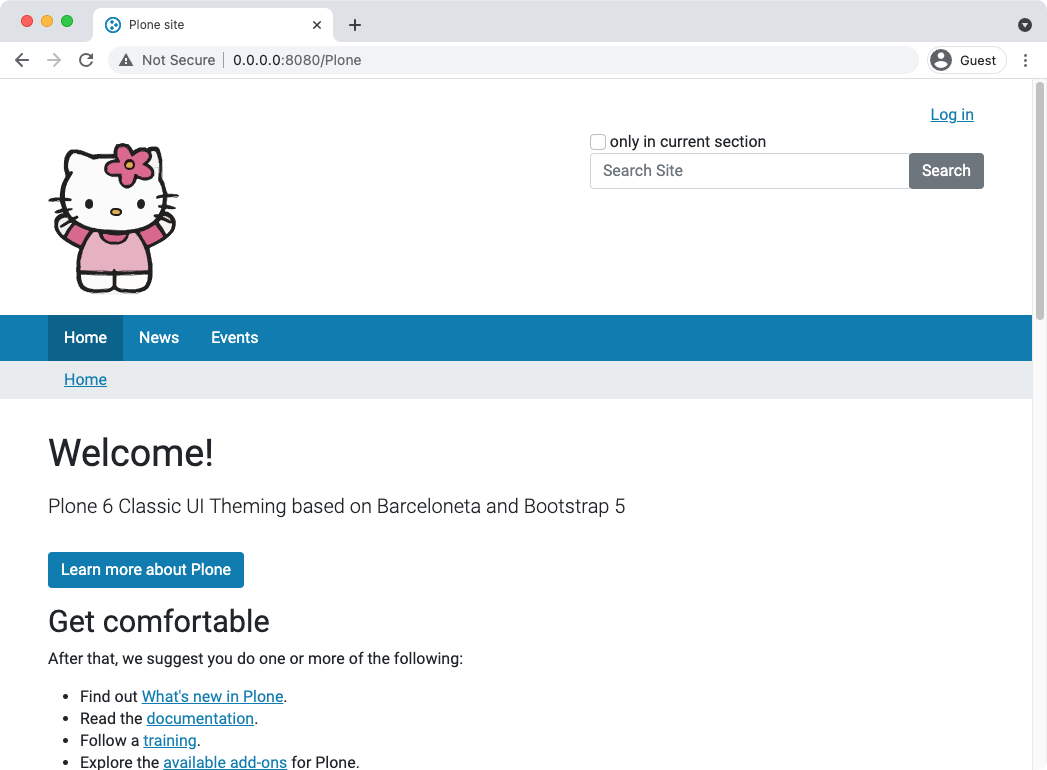 Plone site
Not Secure 0.0.0.0:8080/Plone
Guest
Log in
only in current section
Search Site
Search
Home News Events
Home
Welcome!
Plone 6 Classic UI Theming based on Barceloneta and Bootstrap 5
Learn more about Plone
Get comfortable
After that, we suggest you do one or more of the following:
• Find out What's new in Plone.
• Read the documentation.
• Follow a training.
• Explore the available add-ons for Plone.